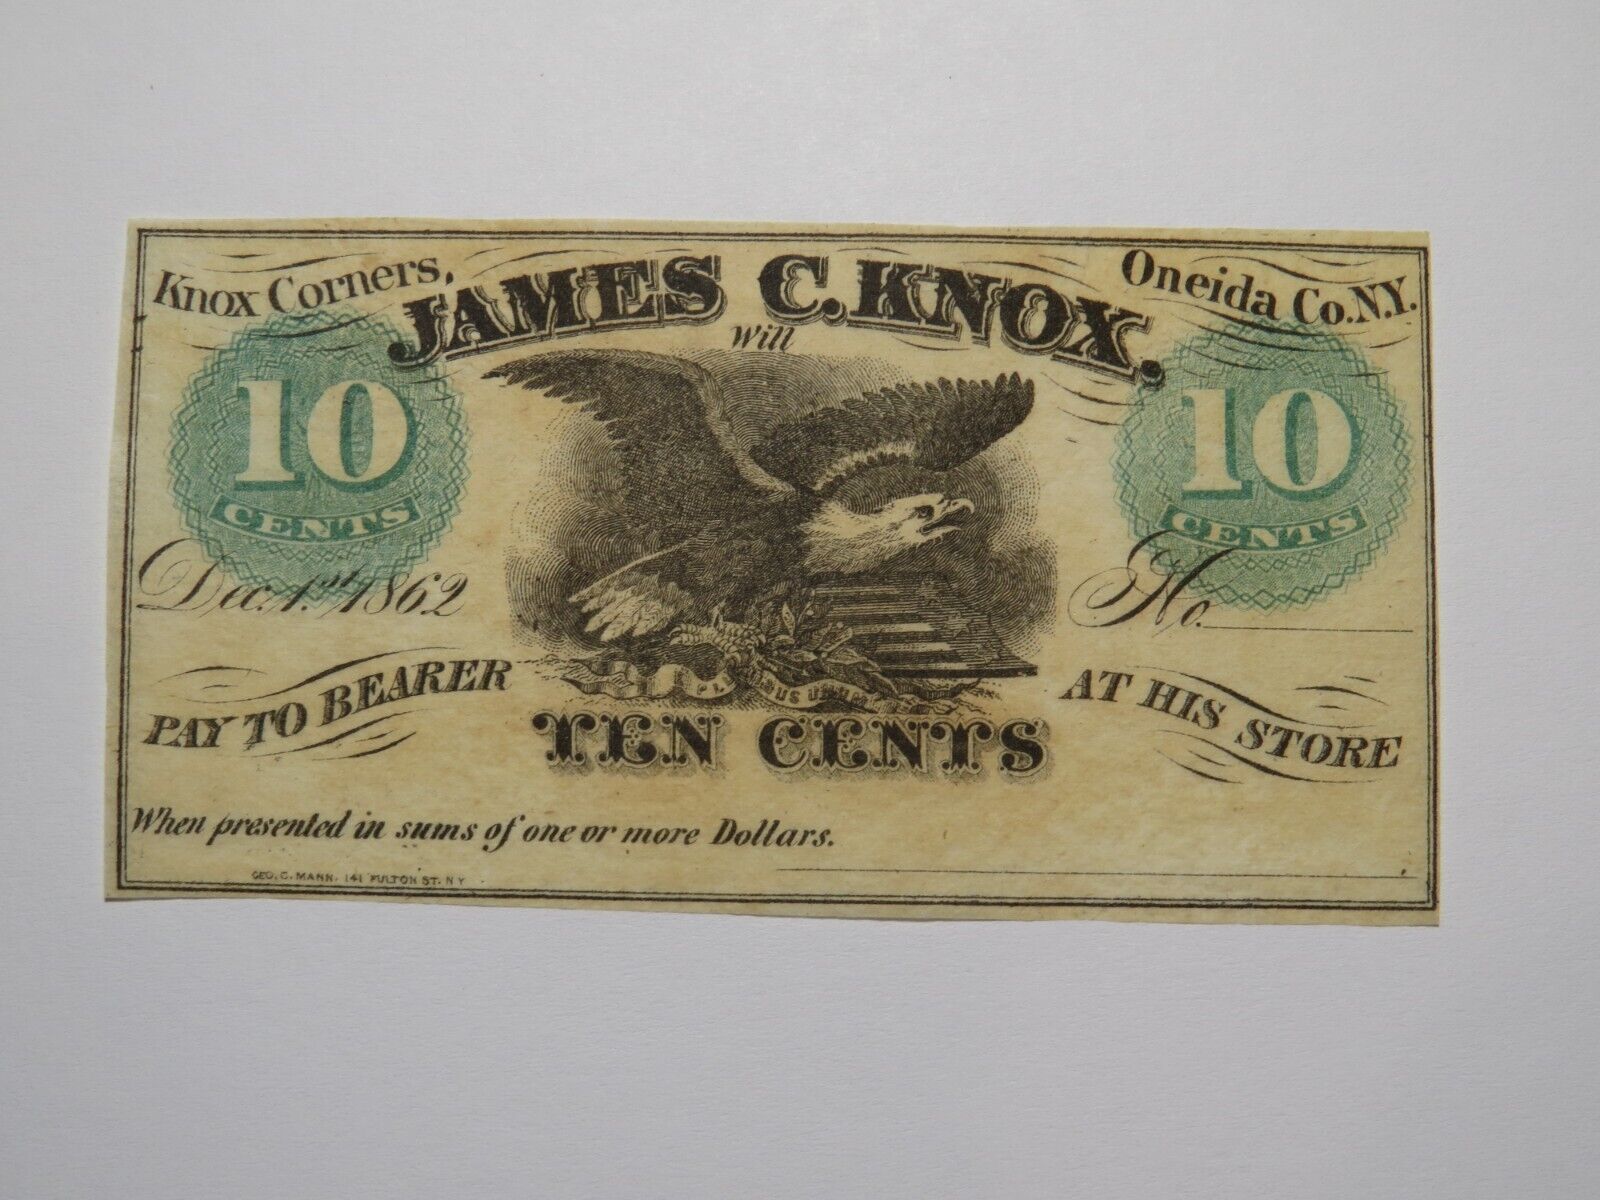 Knox Corners,
Oneida Co. N.Y.
JAMES C. KNOX.
Will
10
CENTS
10
CENTS
Dec. 1st 1862
No.
PAY TO BEARER
AT HIS STORE
TEN CENTS
When presented in sums of one or more Dollars.
GEO. C. MANN, 141 FULTON ST. N Y